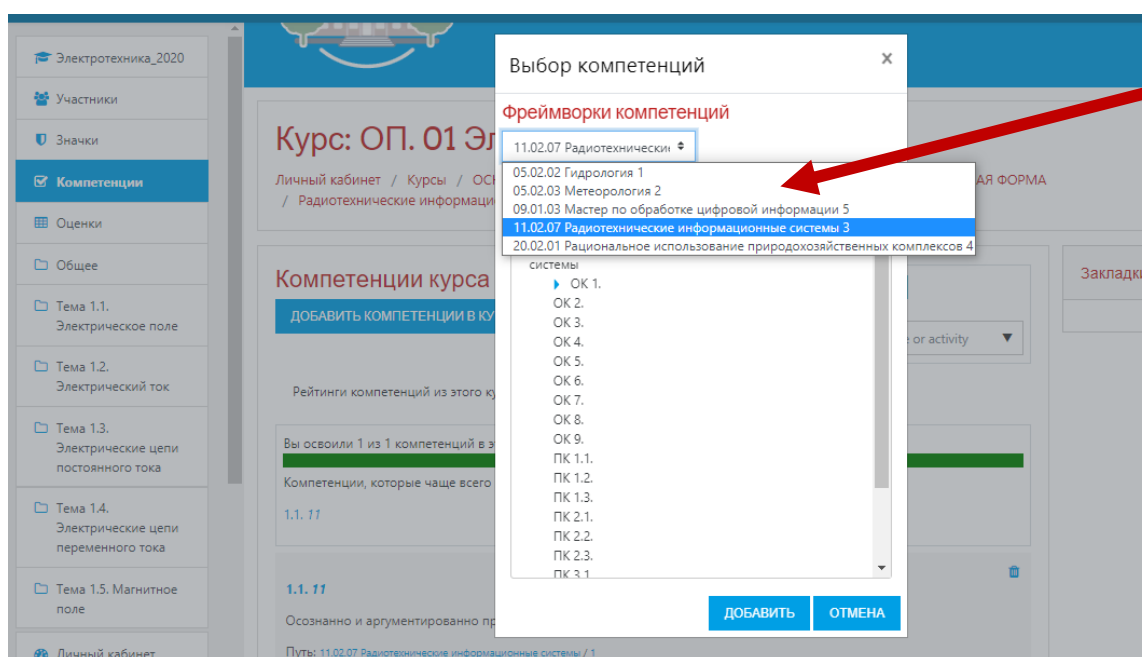 Электротехника_2020
Участники
Значки
Компетенции
Оценки
Общее
Тема 1.1.
Электрическое поле
Тема 1.2.
Электрический ток
Тема 1.3.
Электрические цепи
постоянного тока
Тема 1.4.
Электрические цепи
переменного тока
Тема 1.5. Магнитное
поле
Личный кабинет
Курс: ОП. 01
Личный кабинет / Курсы /
АЯ ФОРМА
/ Радиотехнические
Компетенции курса
ДОБАВИТЬ КОМПЕТЕНЦИИ В
or activity
Рейтинги компетенций из этого
Вы освоили 1 из 1 компетенций в
Компетенции, которые чаще всего
1.1. 11
1.1. 11
Осознанно и аргументированно
Путь: 11.02.07 Радиотехнические информационные системы / 1
Выбор компетенций
x
Фреймворки компетенций
11.02.07 Радиотехнически
05.02.02 Гидрология 1
05.02.03 Метеорология 2
09.01.03 Мастер по обработке цифровой информации 5
11.02.07 Радиотехнические информационные системы 3
20.02.01 Рациональное использование природохозяйственных комплексов 4
системы
ОК 1.
ОК 2.
ОК 3.
ОК 4.
ОК 5.
ОК 6.
ОК 7.
ОК 8.
ОК 9.
ПК 1.1.
ПК 1.2.
ПК 1.3.
ПК 2.1.
ПК 2.2.
ПК 2.3.
ПК 3.1
ДОБАВИТЬ
ОТМЕНА
Закладки